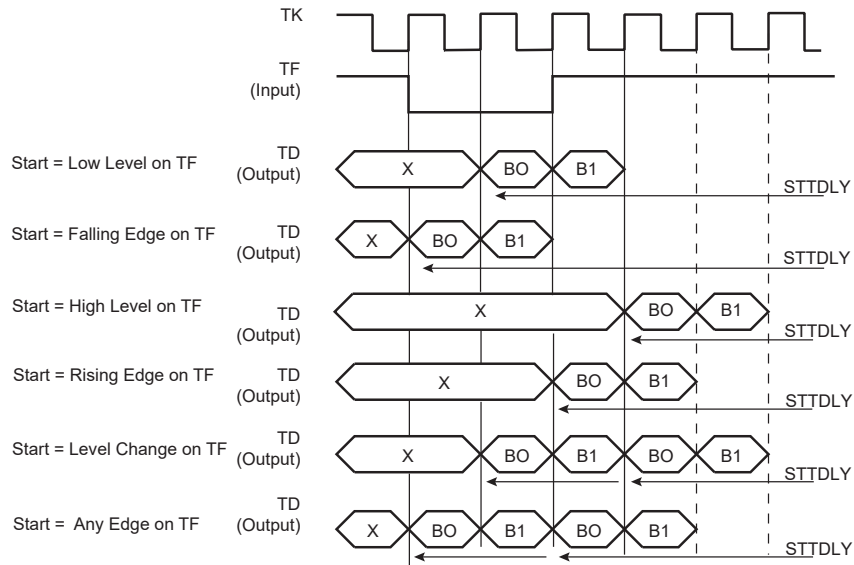 TK
TF
(Input)
Start = Low Level on TF
TD
(Output)
X
BO
B1
STTDLY
Start = Falling Edge on TF
TD
(Output)
X
BO
B1
STTDLY
Start = High Level on TF
TD
(Output)
X
BO
B1
STTDLY
Start = Rising Edge on TF
TD
(Output)
X
BO
B1
STTDLY
Start = Level Change on TF
TD
(Output)
X
BO
B1
BO
B1
STTDLY
Start = Any Edge on TF
TD
(Output)
X
BO
B1
BO
B1
STTDLY